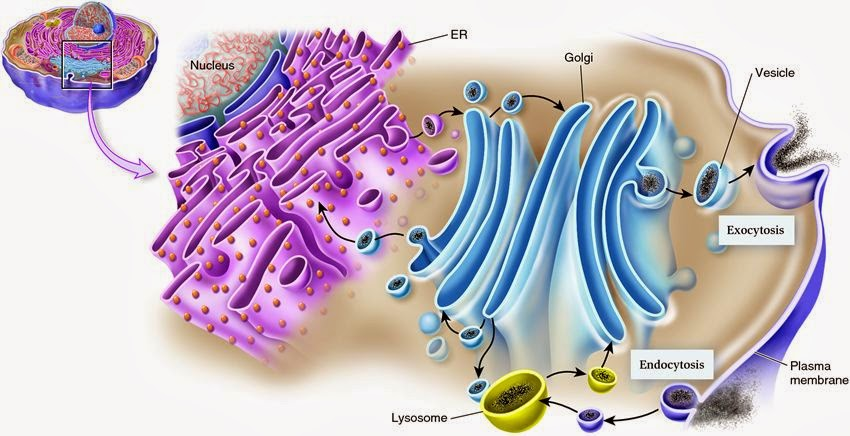 ER
Nucleus
Golgi
Vesicle
Exocytosis
Endocytosis
Plasma
membrane
Lysosome